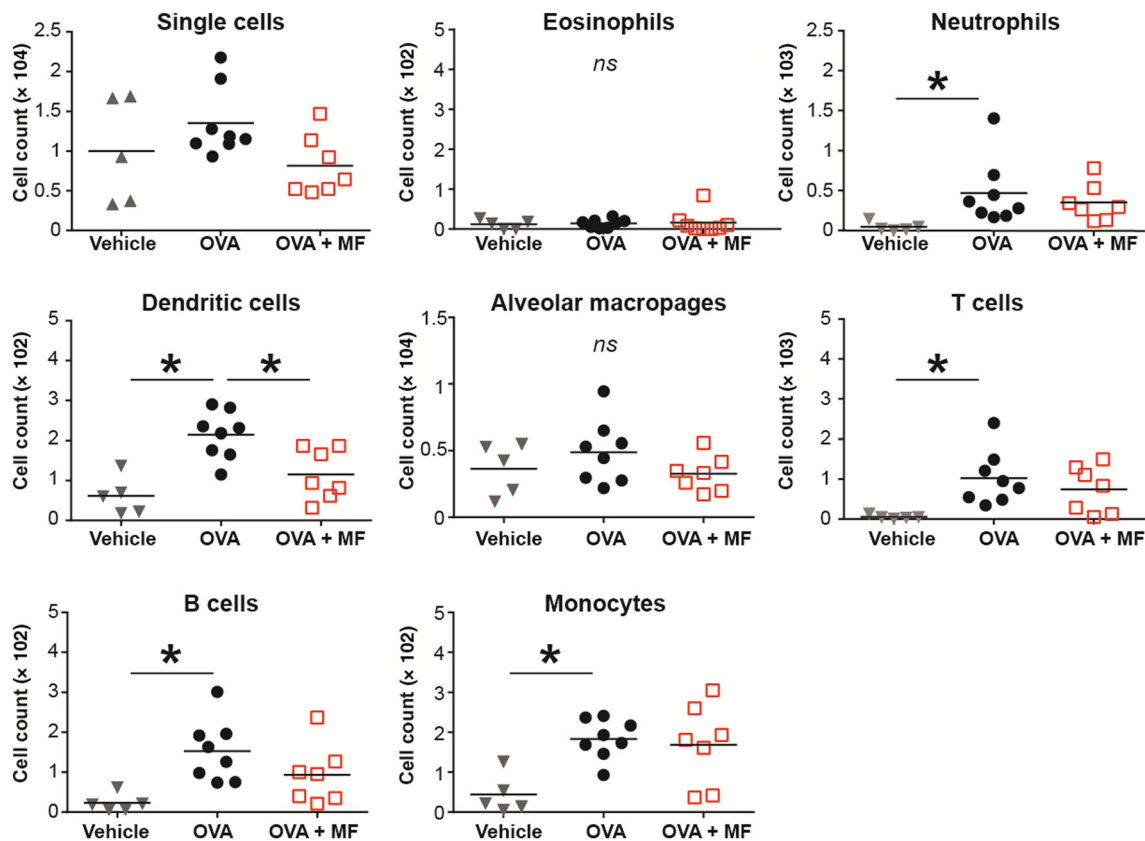 Single cells
Cell count (× 104)
2.5
2
1.5
1
0.5
0
Vehicle OVA OVA + MF
Eosinophils
Cell count (× 102)
5
4
3
2
1
0
ns
Vehicle OVA OVA + MF
Neutrophils
Cell count (× 103)
2.5
2
1.5
1
0.5
0
*
Vehicle OVA OVA + MF
Dendritic cells
Cell count (× 102)
5
4
3
2
1
0
* *
Vehicle OVA OVA + MF
Alveolar macropages
Cell count (× 104)
1.5
1
0.5
0
ns
Vehicle OVA OVA + MF
T cells
Cell count (× 103)
5
4
3
2
1
0
*
Vehicle OVA OVA + MF
B cells
Cell count (× 102)
5
4
3
2
1
0
*
Vehicle OVA OVA + MF
Monocytes
Cell count (× 102)
5
4
3
2
1
0
*
Vehicle OVA OVA + MF